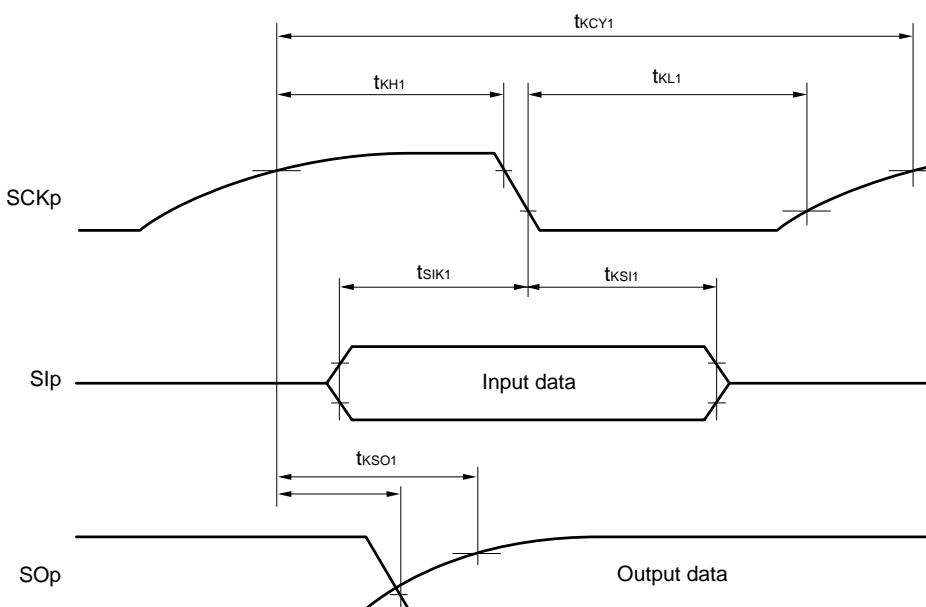 tKCY1
tKH1
tKL1
SCKp
tSIK1
tKSI1
SIp
Input data
tKSO1
SOp
Output data